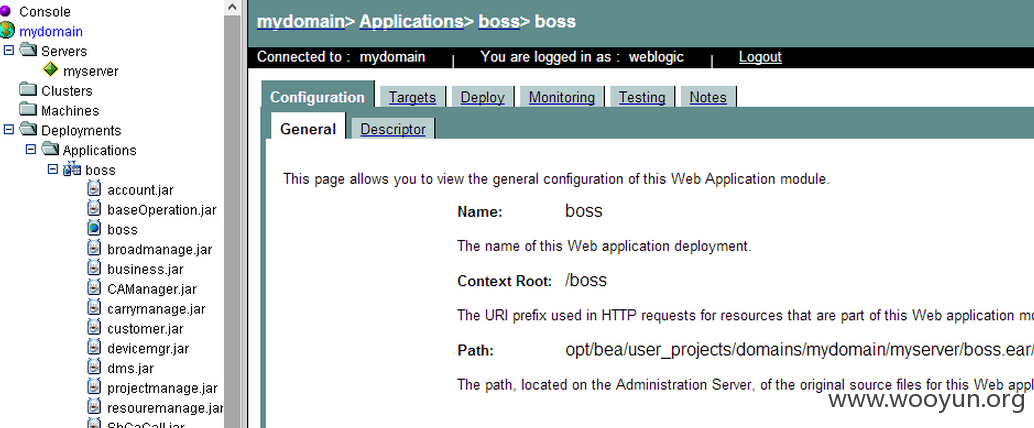 Console
mydomain
Servers
myserver
Clusters
Machines
Deployments
Applications
boss
account.jar
baseOperation.jar
boss
broadmanage.jar
business.jar
CAManager.jar
carrymanage.jar
customer.jar
devicemgr.jar
dms.jar
projectmanage.jar
resouremanage.jar
ShCaCall.jar
mydomain> Applications> boss> boss
Connected to : mydomain | You are logged in as : weblogic | Logout
Configuration Targets Deploy Monitoring Testing Notes
General Descriptor
This page allows you to view the general configuration of this Web Application module.
Name: boss
The name of this Web application deployment.
Context Root: /boss
The URI prefix used in HTTP requests for resources that are part of this Web application mo
Path: opt/bea/user_projects/domains/mydomain/myserver/boss.ear/
The path, located on the Administration Server, of the original source files for this Web appl
www.wooyun.org